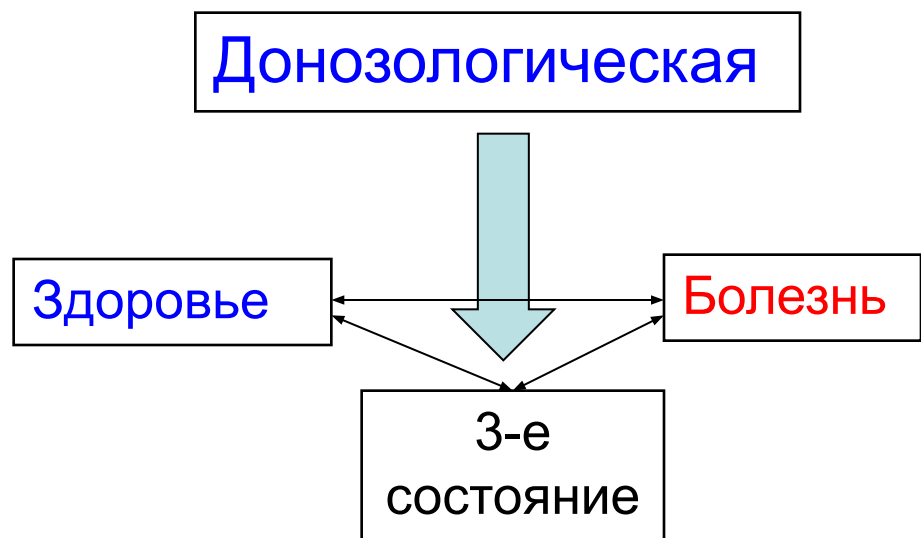 Донозологическая
Здоровье
Болезнь
3-е
состояние